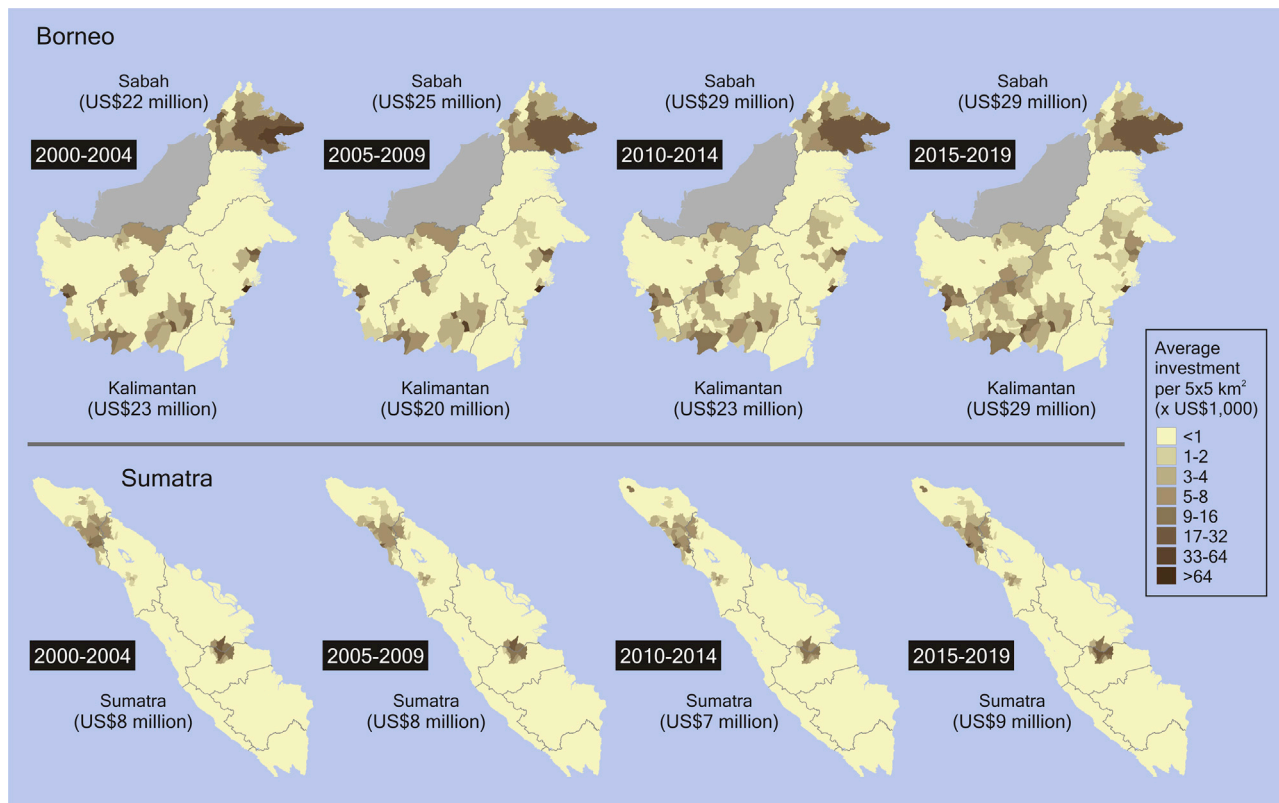 Borneo
Sabah
(US$22 million)
2000-2004
Kalimantan
(US$23 million)
Sabah
(US$25 million)
2005-2009
Kalimantan
(US$20 million)
Sabah
(US$29 million)
2010-2014
Kalimantan
(US$23 million)
Sabah
(US$29 million)
2015-2019
Kalimantan
(US$29 million)
Average
investment
per 5x5 km²
(x US$1,000)
<1
1-2
3-4
5-8
9-16
17-32
33-64
>64
Sumatra
2000-2004
Sumatra
(US$8 million)
2005-2009
Sumatra
(US$8 million)
2010-2014
Sumatra
(US$7 million)
2015-2019
Sumatra
(US$9 million)